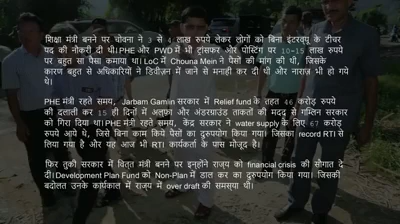 शिक्षा मंत्री बनने पर चोवना ने 3 से 4 लाख रुपये लेकर लोगों को बिना इंटरवयू के टीचर
पद की नौकरी दी थी।PHE और PWD में भी ट्रांसफर और पोस्टिंग पर 10-15 लाख रुपये
पर बहुत सा पैसा कमाया था।LoC में Chouna Mein ने पैसों की मांग की थी, जिसके
कारण बहुत से अधिकारियों ने डिवीज़न में जाने से मनाही कर दी थी और नाराज़ भी हो गये
थे।
PHE मंत्री रहते समय, Jarbam Gamlin सरकार में Relief fund के तहत 46 करोड़ रुपये
की दलाली कर 15 ही दिनों में अलुफा और अंडरग्राउंड ताकतों की मदद से गमलिन सरकार
को गिरा दिया था।PHE मंत्री रहते समय, केंद्र सरकार ने water supply के लिए 67 करोड़
रुपये आये थे, जिसे बिना काम किये पैसों का दुरुपयोग किया गया। जिसका record RTI से
लिया गया है और यह आज भी RTI कार्यकर्ता के पास मौजूद है।
फिर तुकी सरकार में वित्त मंत्री बनने पर इन्होंने राज्य को financial crisis की सौगात दे
दी।Development Plan Fund को Non-Plan में डाल कर का दुरुपयोग किया गया। जिसकी
बदोलत उनके कार्यकाल में राज्य में over draft की समस्या थी।